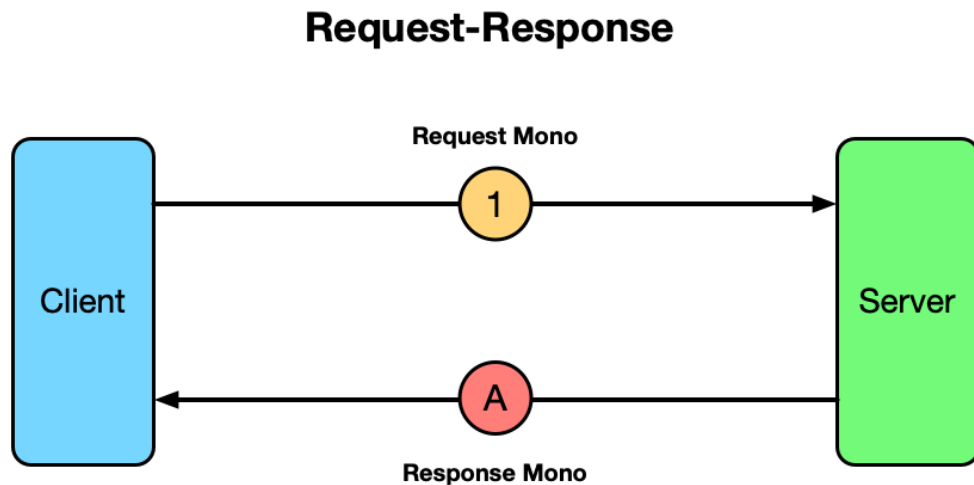 Request-Response
Request Mono
1
Client
Server
A
Response Mono